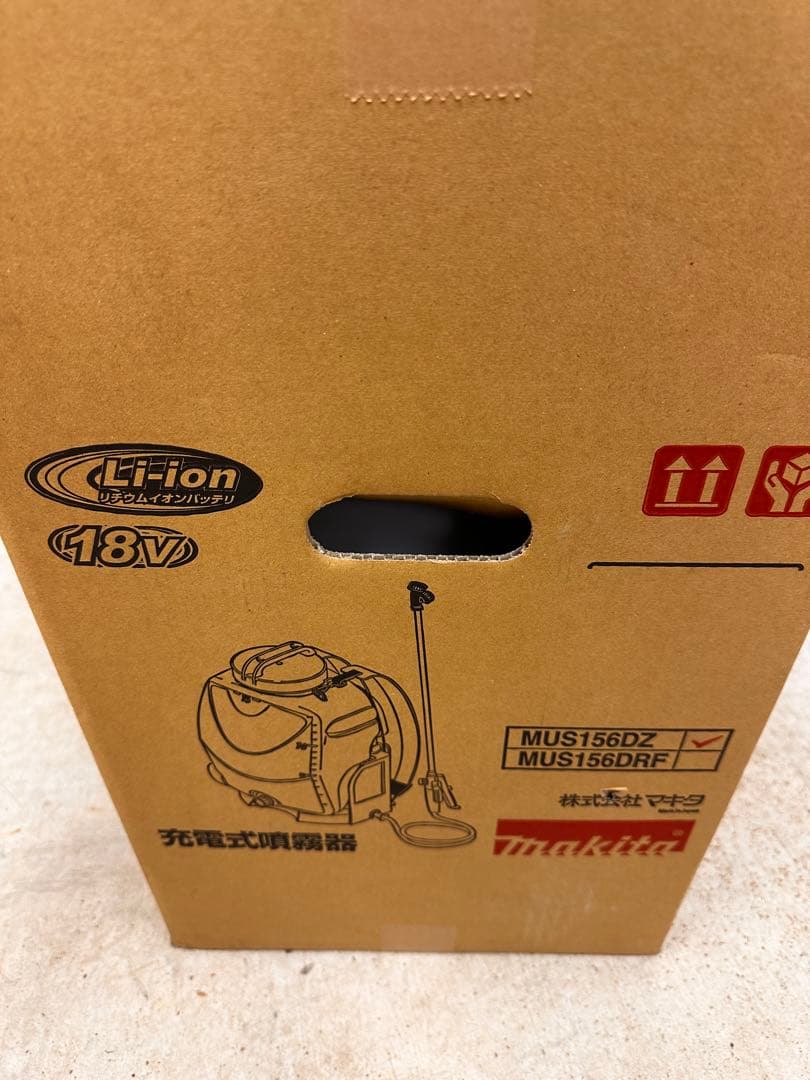 Li-ion
リチウムイオンバッテリ
18V
MUS156DZ
MUS156DRF
株式会社マキタ
makita
充電式噴霧器